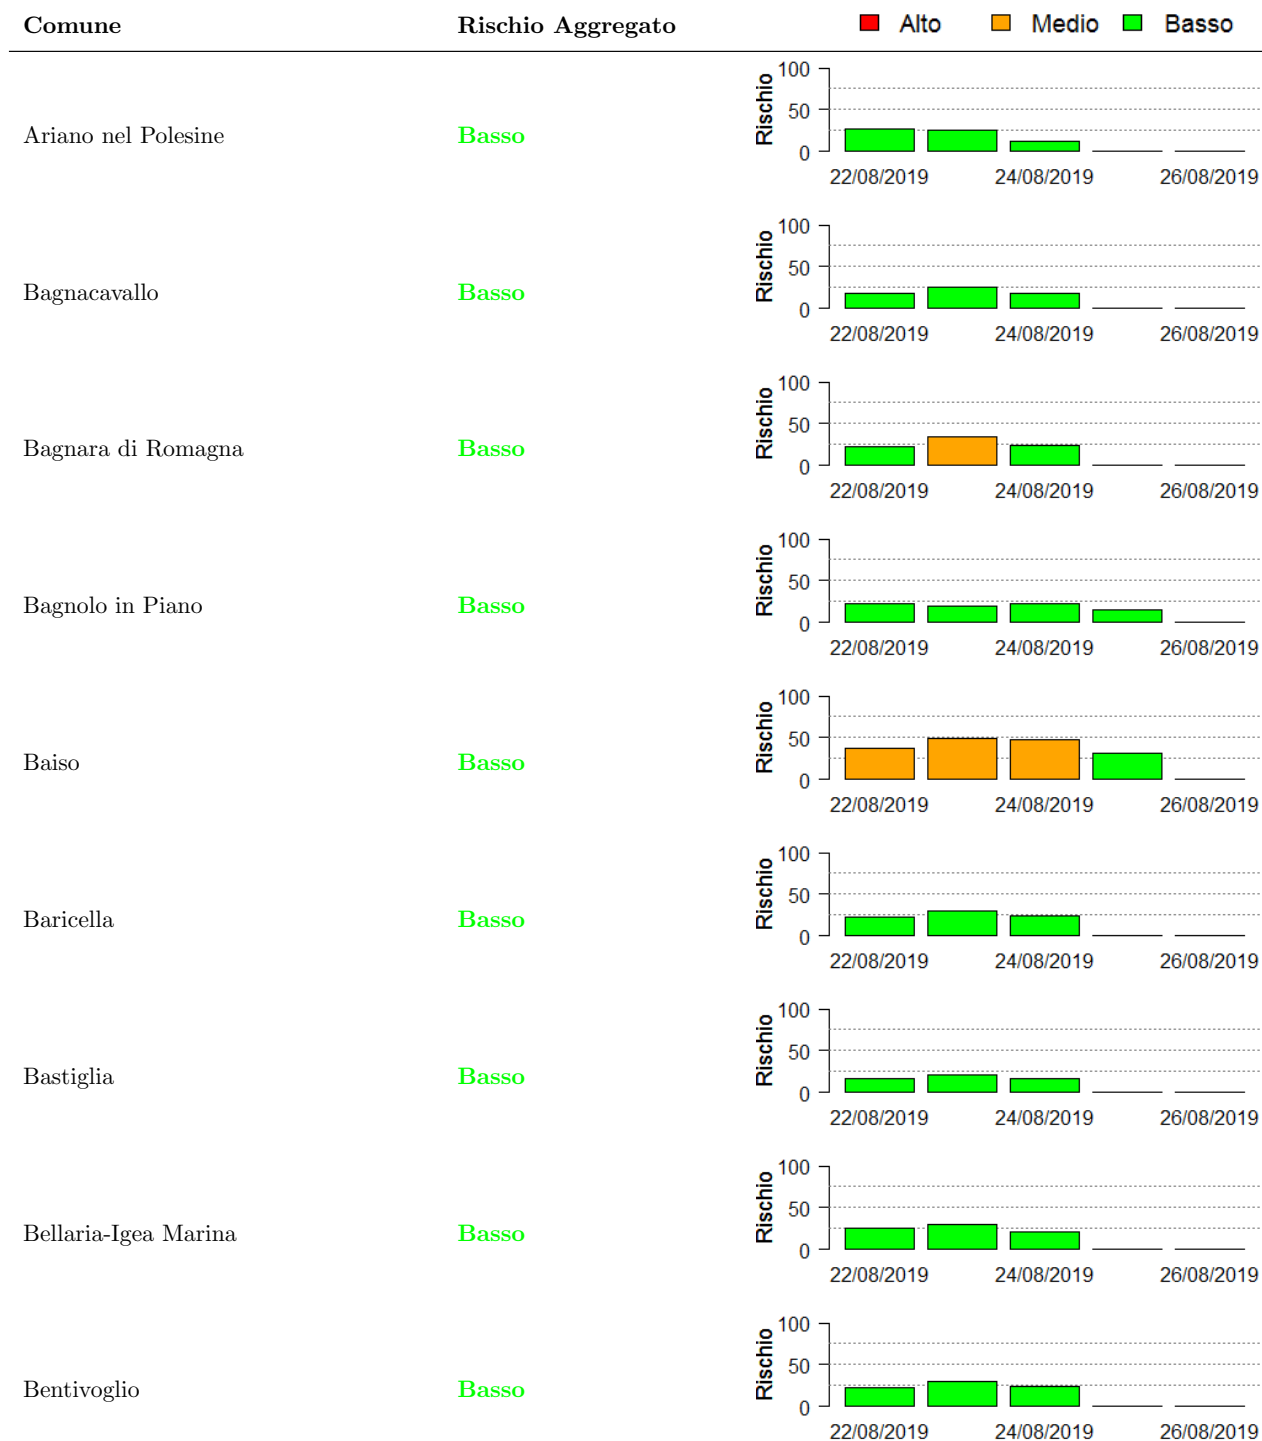 Comune Rischio Aggregato Alto Medio Basso
100
50
0
Rischio
Ariano nel Polesine Basso
22/08/2019 24/08/2019 26/08/2019
100
50
0
Rischio
Bagnacavallo Basso
22/08/2019 24/08/2019 26/08/2019
100
50
0
Rischio
Bagnara di Romagna Basso
22/08/2019 24/08/2019 26/08/2019
100
50
0
Rischio
Bagnolo in Piano Basso
22/08/2019 24/08/2019 26/08/2019
100
50
0
Rischio
Baiso Basso
22/08/2019 24/08/2019 26/08/2019
100
50
0
Rischio
Baricella Basso
22/08/2019 24/08/2019 26/08/2019
100
50
0
Rischio
Bastiglia Basso
22/08/2019 24/08/2019 26/08/2019
100
50
0
Rischio
Bellaria-Igea Marina Basso
22/08/2019 24/08/2019 26/08/2019
100
50
0
Rischio
Bentivoglio Basso
22/08/2019 24/08/2019 26/08/2019